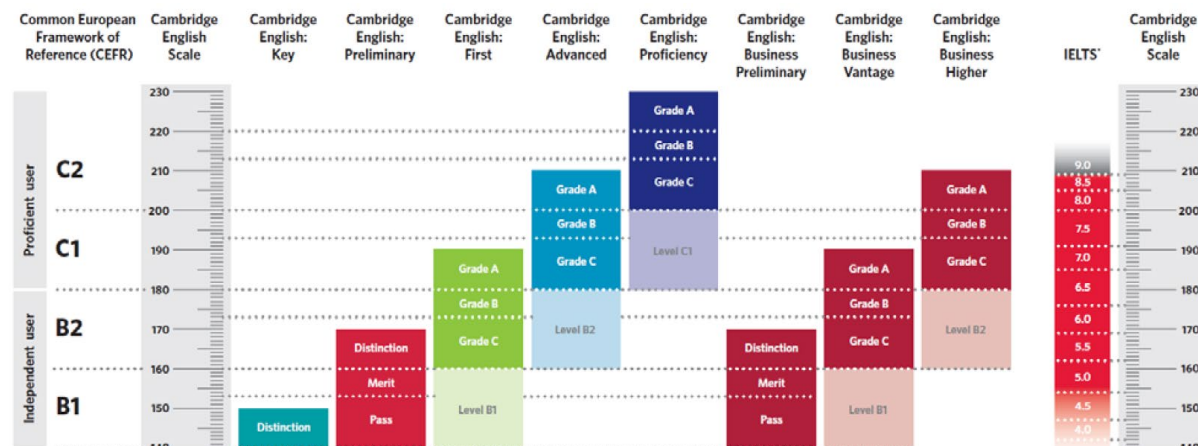 Common European
Framework of
Reference (CEFR)
Cambridge
English
Scale
Cambridge
English:
Key
Cambridge
English:
Preliminary
Cambridge
English:
First
Cambridge
English:
Advanced
Cambridge
English:
Proficiency
Cambridge
English:
Business
Preliminary
Cambridge
English:
Business
Vantage
Cambridge
English:
Business
Higher
IELTS*
Cambridge
English
Scale
Proficient user
C2
C1
Independent user
B2
B1
230
220
210
200
190
180
170
160
150
140
Distinction
Distinction
Merit
Pass
Grade A
Grade B
Grade C
Level B1
Grade A
Grade B
Grade C
Level B2
Grade A
Grade B
Grade C
Level C1
Distinction
Merit
Pass
Grade A
Grade B
Grade C
Level B1
Grade A
Grade B
Grade C
Level B2
9.0
8.5
8.0
7.5
7.0
6.5
6.0
5.5
5.0
4.5
4.0
230
220
210
200
190
180
170
160
150
140